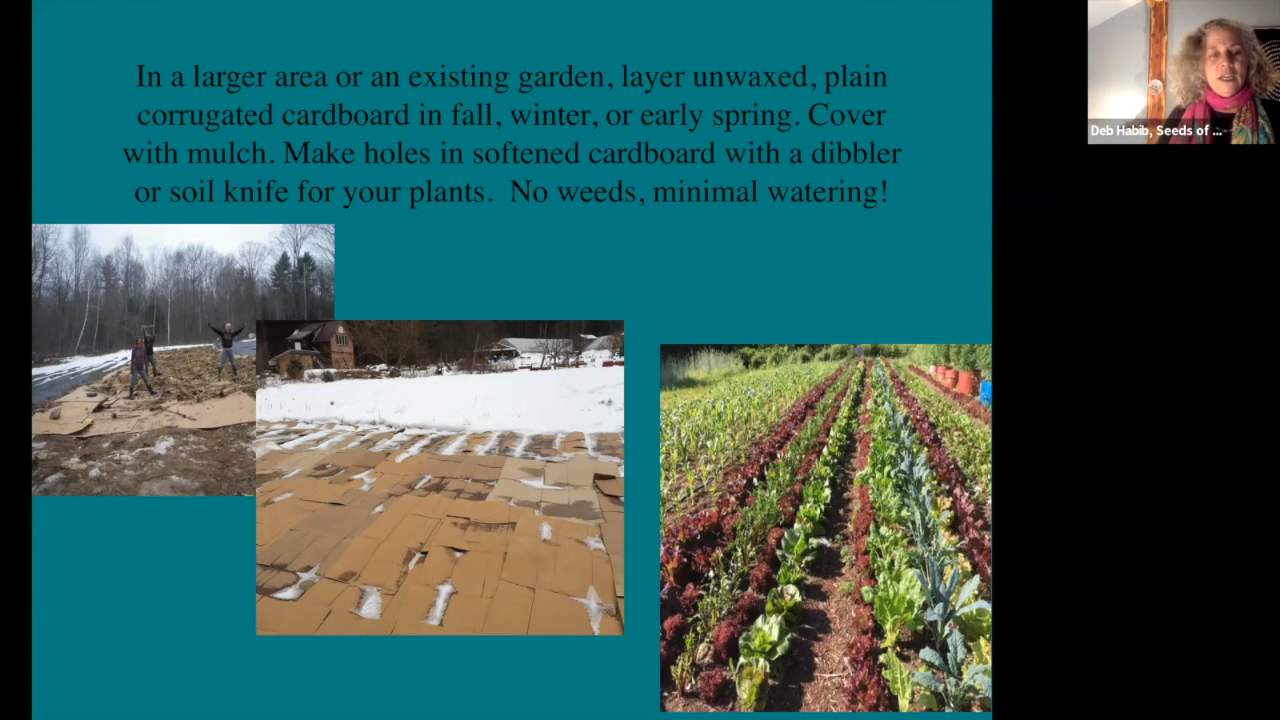 In a larger area or an existing garden, layer unwaxed, plain
corrugated cardboard in fall, winter, or early spring. Cover
with mulch. Make holes in softened cardboard with a dibbler
or soil knife for your plants.  No weeds, minimal watering!
Deb Habib, Seeds of ...